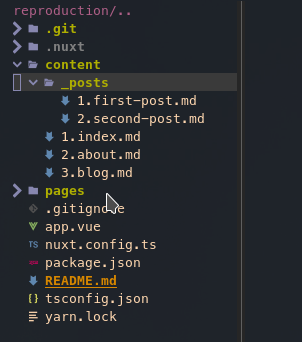 reproduction/..
.git
.nuxt
content
_posts
1.first-post.md
2.second-post.md
1.index.md
2.about.md
3.blog.md
pages
.gitignore
app.vue
TS nuxt.config.ts
package.json
README.md
{} tsconfig.json
yarn.lock